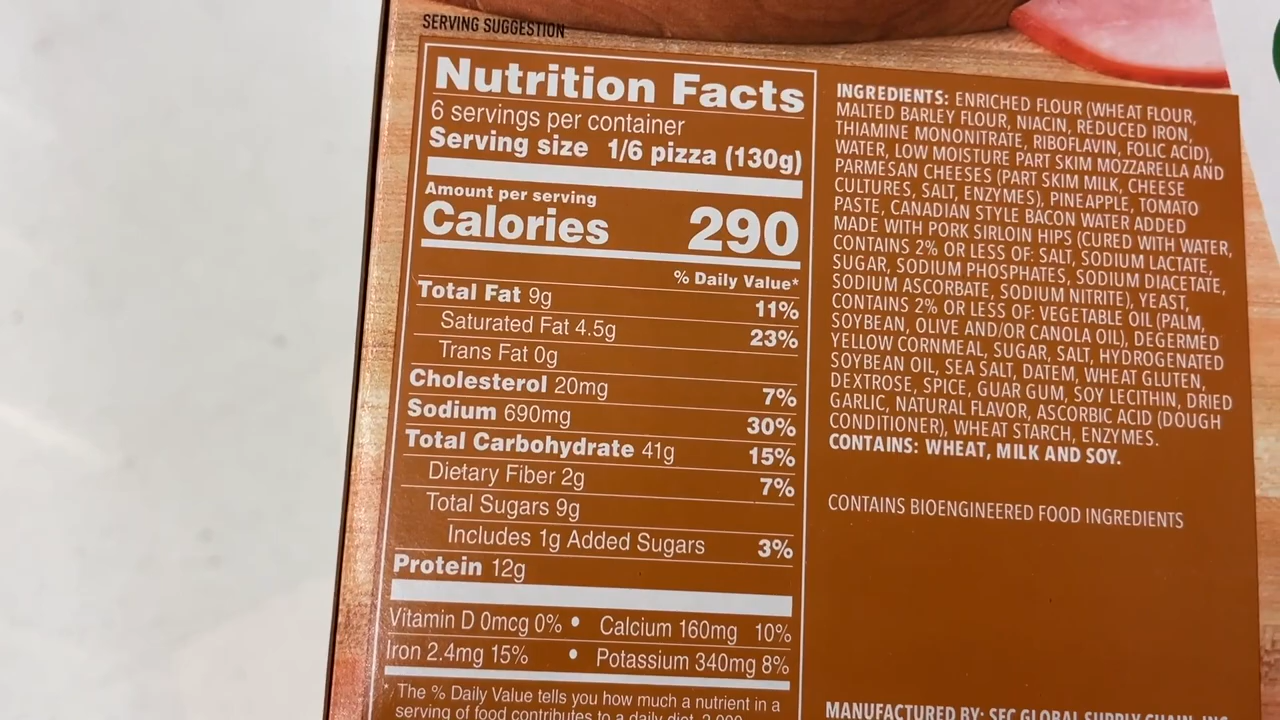 SERVING SUGGESTION
Nutrition Facts
6 servings per container
Serving size 1/6 pizza (130g)
Amount per serving
Calories 290
% Daily Value*
Total Fat 9g 11%
Saturated Fat 4.5g 23%
Trans Fat 0g
Cholesterol 20mg 7%
Sodium 690mg 30%
Total Carbohydrate 41g 15%
Dietary Fiber 2g 7%
Total Sugars 9g
Includes 1g Added Sugars 3%
Protein 12g
Vitamin D 0mcg 0% • Calcium 160mg 10%
Iron 2.4mg 15% • Potassium 340mg 8%
* The % Daily Value tells you how much a nutrient in a
serving of food contributes to a daily diet. 2,000
INGREDIENTS: ENRICHED FLOUR (WHEAT FLOUR,
MALTED BARLEY FLOUR, NIACIN, REDUCED IRON,
THIAMINE MONONITRATE, RIBOFLAVIN, FOLIC ACID),
WATER, LOW MOISTURE PART SKIM MOZZARELLA AND
PARMESAN CHEESES (PART SKIM MILK, CHEESE
CULTURES, SALT, ENZYMES), PINEAPPLE, TOMATO
PASTE, CANADIAN STYLE BACON WATER ADDED
MADE WITH PORK SIRLOIN HIPS (CURED WITH WATER,
CONTAINS 2% OR LESS OF: SALT, SODIUM LACTATE,
SUGAR, SODIUM PHOSPHATES, SODIUM DIACETATE,
SODIUM ASCORBATE, SODIUM NITRITE), YEAST,
CONTAINS 2% OR LESS OF: VEGETABLE OIL (PALM,
SOYBEAN, OLIVE AND/OR CANOLA OIL), DEGERMED
YELLOW CORNMEAL, SUGAR, SALT, HYDROGENATED
SOYBEAN OIL, SEA SALT, DATEM, WHEAT GLUTEN,
DEXTROSE, SPICE, GUAR GUM, SOY LECITHIN, DRIED
GARLIC, NATURAL FLAVOR, ASCORBIC ACID (DOUGH
CONDITIONER), WHEAT STARCH, ENZYMES.
CONTAINS: WHEAT, MILK AND SOY.
CONTAINS BIOENGINEERED FOOD INGREDIENTS
MANUFACTURED BY: SFC GLOBAL SUPPLY CHAIN, INC.